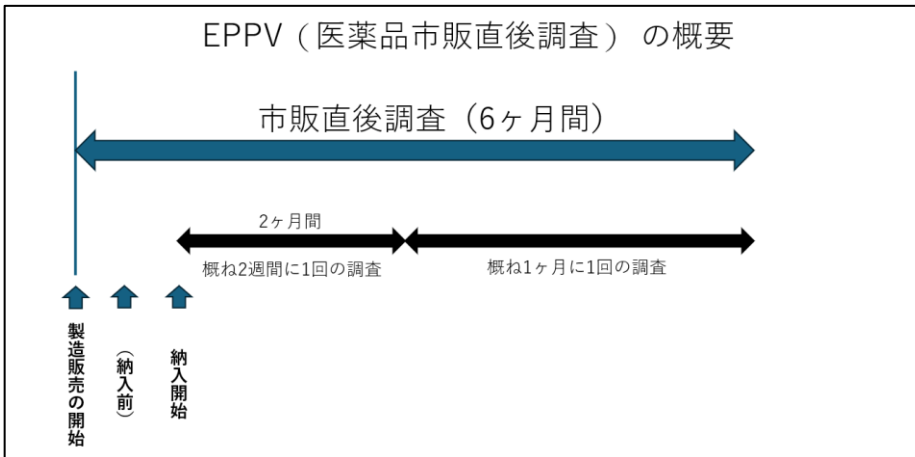 EPPV（医薬品市販直後調査）の概要
市販直後調査（6ヶ月間）
2ヶ月間
概ね2週間に1回の調査
概ね1ヶ月に1回の調査
製造販売の開始
（納入前）
納入開始